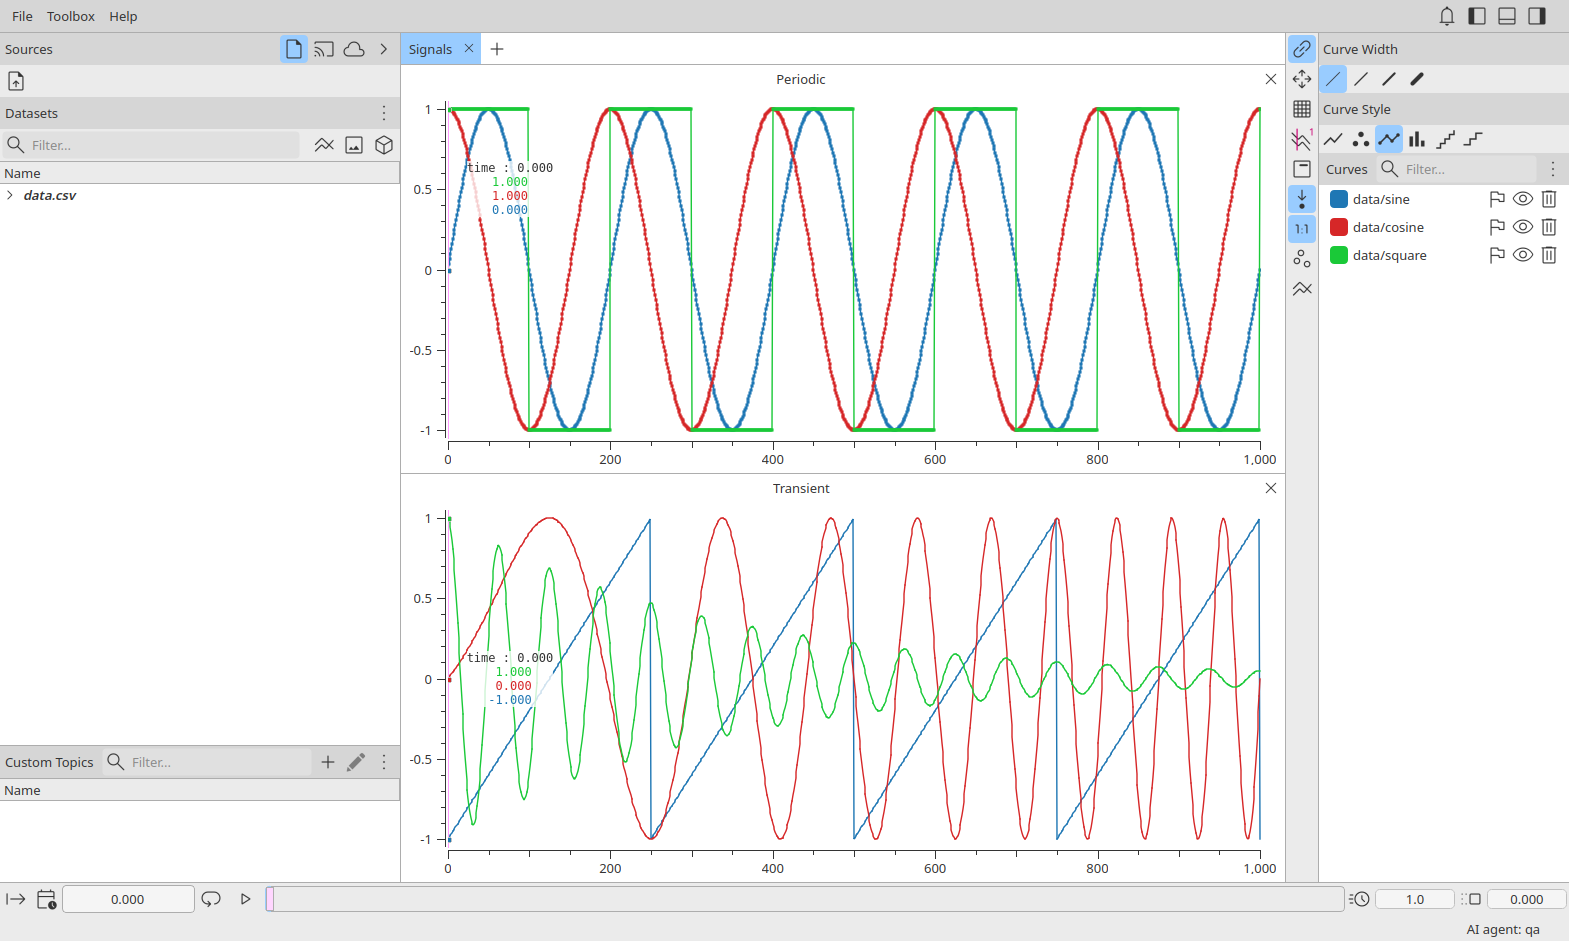 File Toolbox Help
Sources
Datasets
Filter...
Name
data.csv
Custom Topics Filter...
Name
Signals
Periodic
1
0.5
0
-0.5
-1
time : 0.000
1.000
1.000
0.000
0 200 400 600 800 1,000
Transient
1
0.5
0
-0.5
-1
time : 0.000
1.000
0.000
-1.000
0 200 400 600 800 1,000
1
1:1
Curve Width
Curve Style
Curves Filter...
data/sine
data/cosine
data/square
0.000 1.0 0.000
AI agent: qa